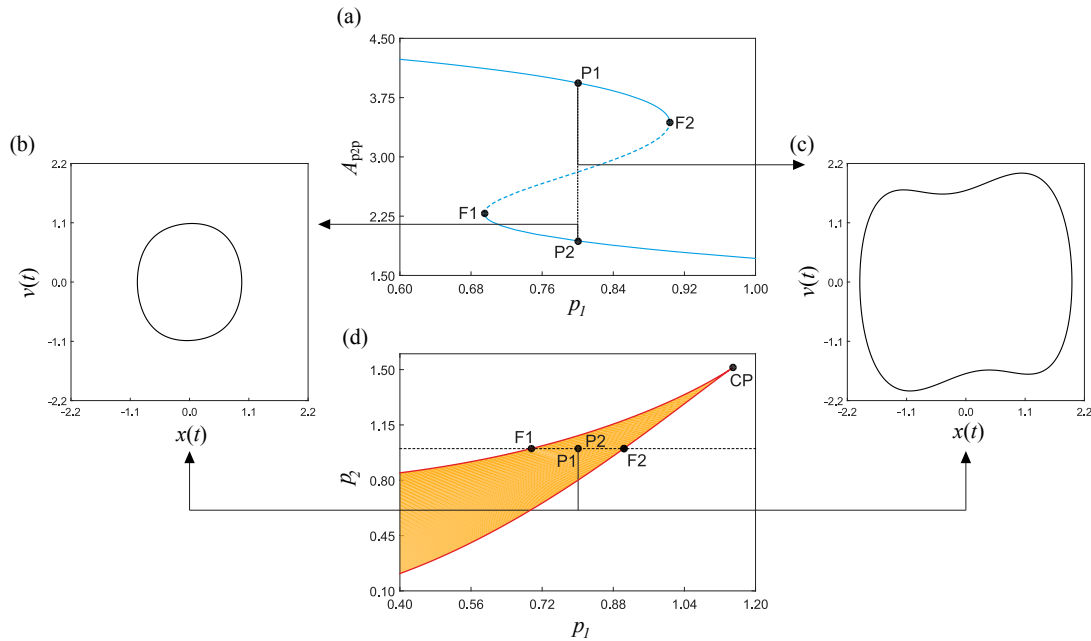 (a)
4.50
3.75
3.00
2.25
1.50
A_p2p
P1
F2
F1
P2
0.60 0.68 0.76 0.84 0.92 1.00
p_1
(b)
2.2
1.1
0.0
-1.1
-2.2
v(t)
-2.2 -1.1 0.0 1.1 2.2
x(t)
(c)
2.2
1.1
0.0
-1.1
-2.2
v(t)
-2.2 -1.1 0.0 1.1 2.2
x(t)
(d)
1.50
1.15
0.80
0.45
0.10
p_2
CP
F1
P2
P1
F2
0.40 0.56 0.72 0.88 1.04 1.20
p_1